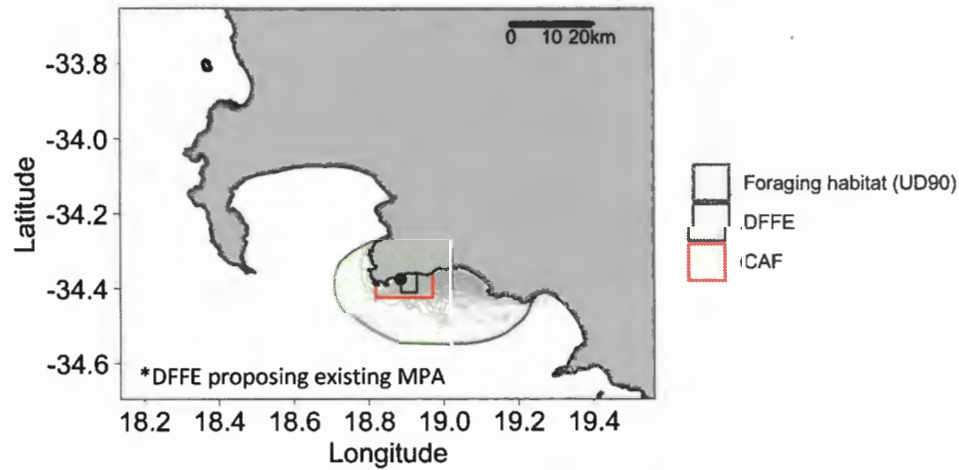 0 10 20km
-33.8
-34.0
-34.2
-34.4
-34.6
Latitude
*DFFE proposing existing MPA
18.2 18.4 18.6 18.8 19.0 19.2 19.4
Longitude
Foraging habitat (UD90)
DFFE
CAF